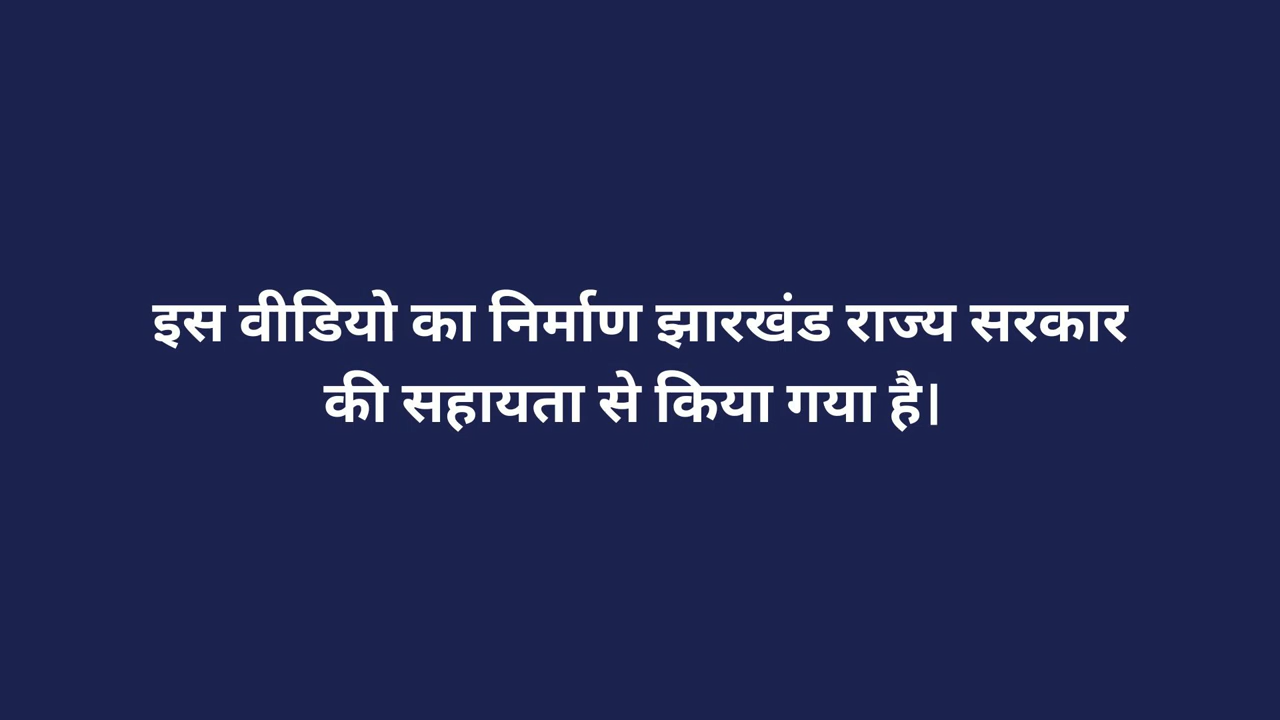 इस वीडियो का निर्माण झारखंड राज्य सरकार
की सहायता से किया गया है।